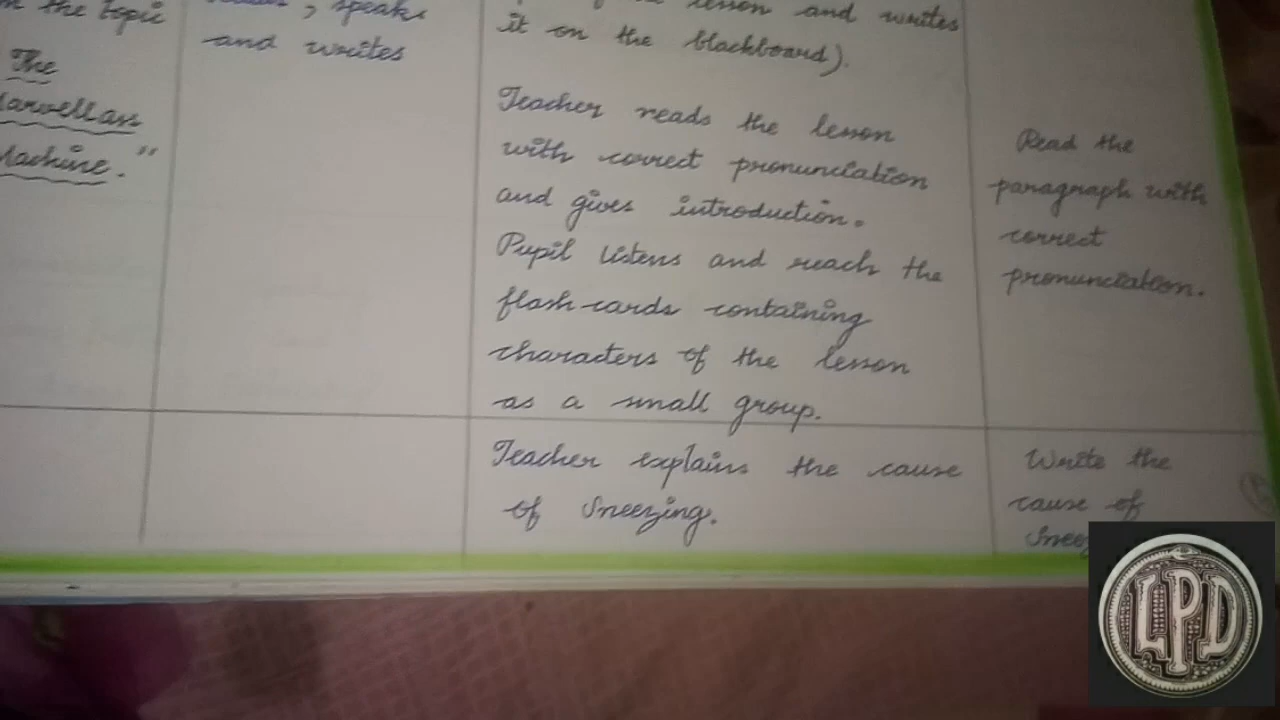 the topic
The
Marvellous
Machine."
, speaks
and writes
lesson and writes
it on the blackboard).
Teacher reads the lesson
with correct pronunciation
and gives introduction.
Pupil listens and reach the
flash-cards containing
characters of the lesson
as a small group.
Read the
paragraph with
correct
pronunciation.
Teacher explains the cause
of Sneezing.
Write the
cause of
LPD